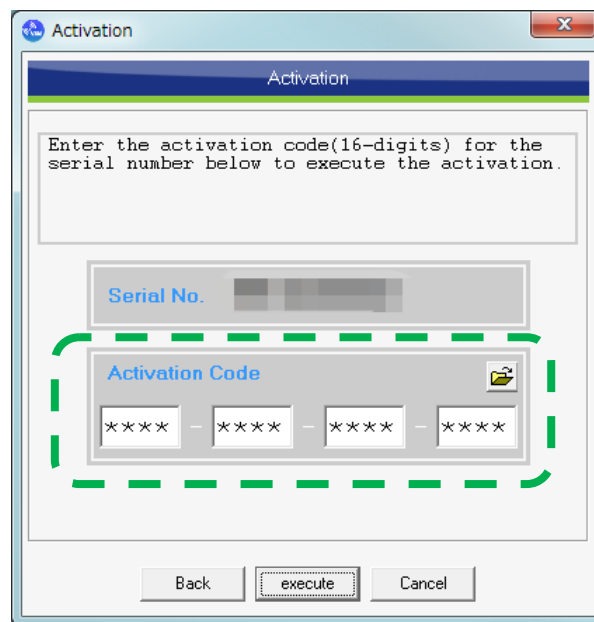 Activation
Activation
Enter the activation code(16-digits) for the
serial number below to execute the activation.
Serial No.
Activation Code
**** - **** - **** - ****
Back execute Cancel